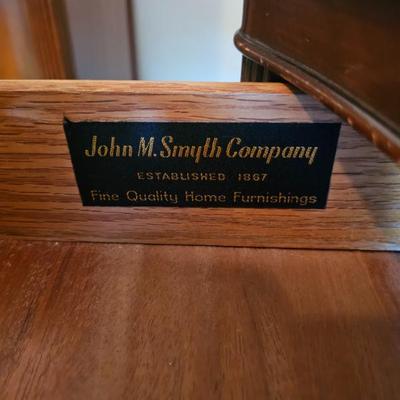 John M. Smyth Company
ESTABLISHED 1867
Fine Quality Home Furnishings